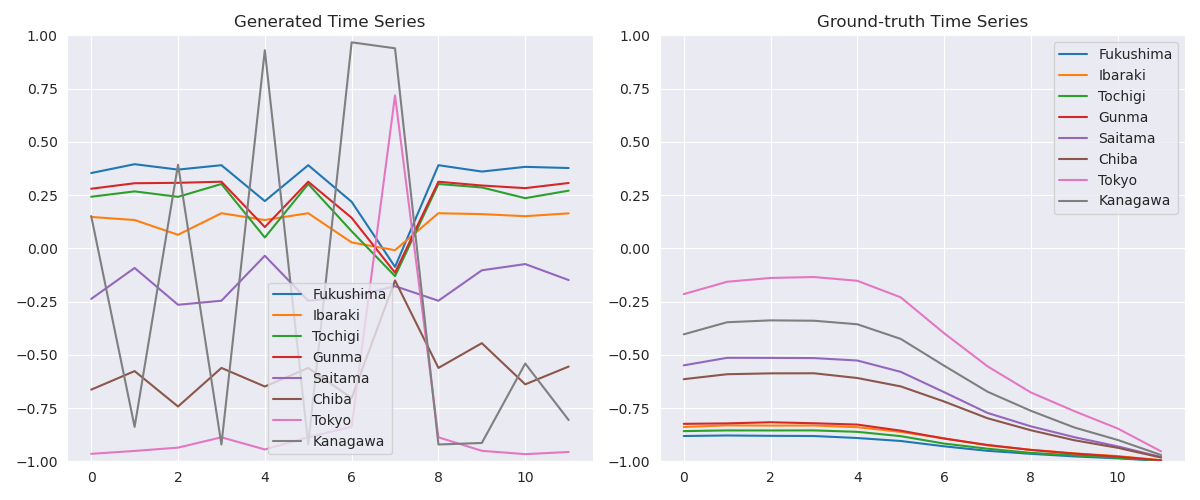 Generated Time Series
1.00
0.75
0.50
0.25
0.00
−0.25
−0.50
−0.75
−1.00
0 2 4 6 8 10
Fukushima
Ibaraki
Tochigi
Gunma
Saitama
Chiba
Tokyo
Kanagawa
Ground-truth Time Series
1.00
0.75
0.50
0.25
0.00
−0.25
−0.50
−0.75
−1.00
0 2 4 6 8 10
Fukushima
Ibaraki
Tochigi
Gunma
Saitama
Chiba
Tokyo
Kanagawa